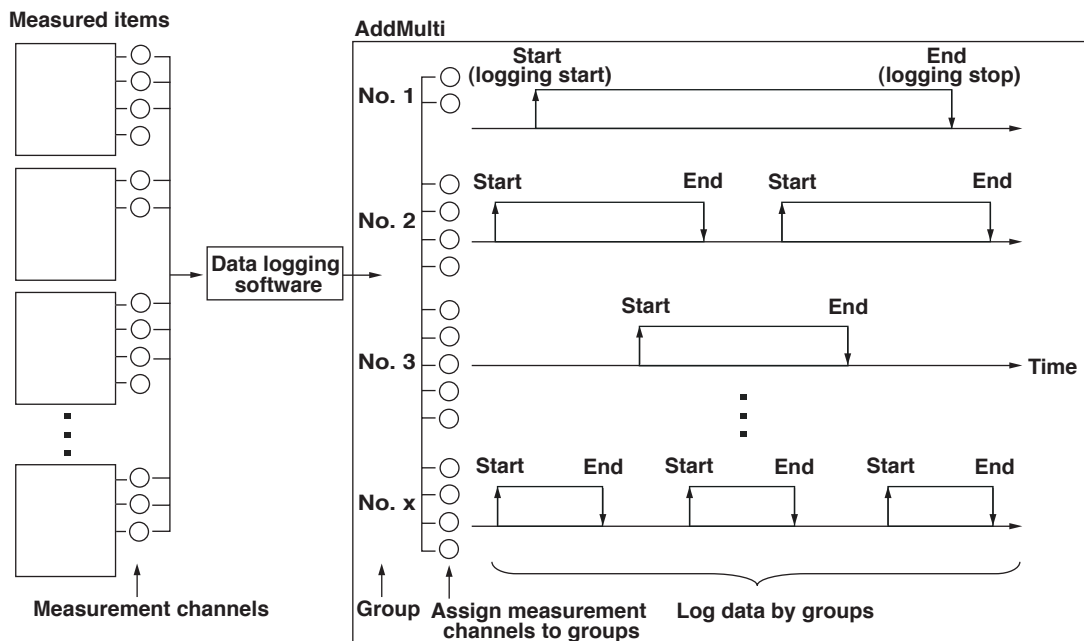 Measured items
AddMulti
Start
(logging start)
End
(logging stop)
No. 1
Start
End
Start
End
No. 2
Data logging
software
Start
End
No. 3
Time
Start
End
Start
End
Start
End
No. x
Measurement channels
Group
Assign measurement
channels to groups
Log data by groups